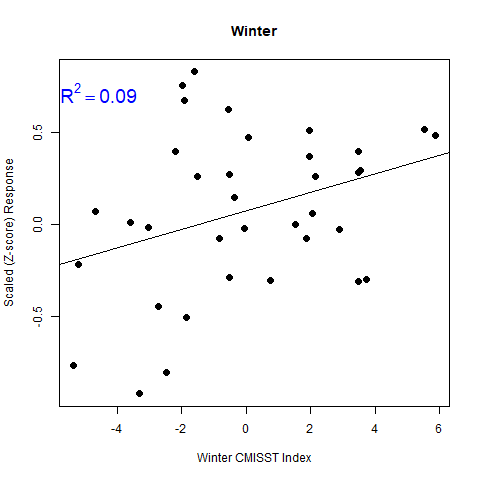 Winter
R² = 0.09
Scaled (Z-score) Response
0.5
0.0
-0.5
-4 -2 0 2 4 6
Winter CMISST Index